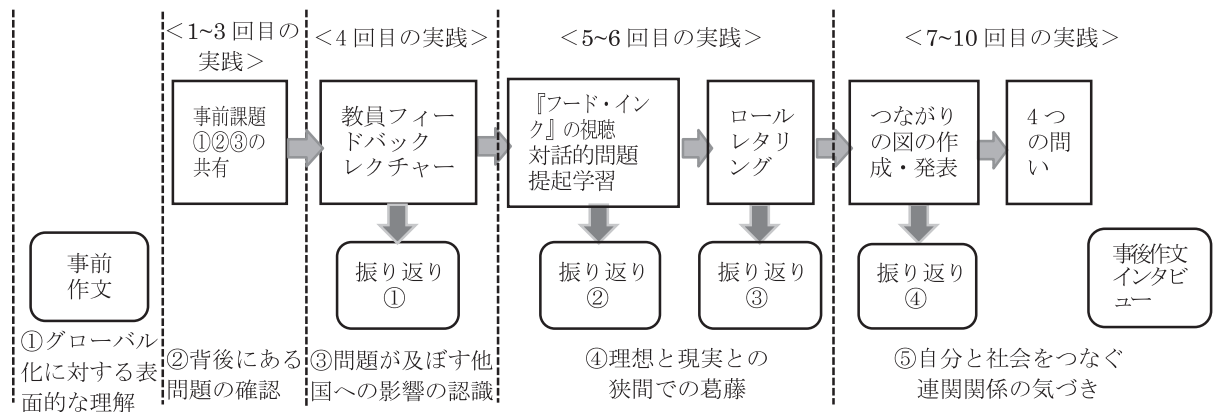 ＜1~3 回目の
実践＞
＜4 回目の実践＞
＜5~6 回目の実践＞
＜7~10 回目の実践＞
事前課題
①②③の
共有
教員フィー
ドバック
レクチャー
『フード・イン
ク』の視聴
対話的問題
提起学習
ロール
レタリ
ング
つながり
の図の作
成・発表
4 つ
の問
い
事前
作文
振り返り
①
振り返り
②
振り返り
③
振り返り
④
事後作文
インタビ
ュー
①グローバル
化に対する表
面的な理解
②背後にある
問題の確認
③問題が及ぼす他
国への影響の認識
④理想と現実との
狭間での葛藤
⑤自分と社会をつなぐ
連関関係の気づき